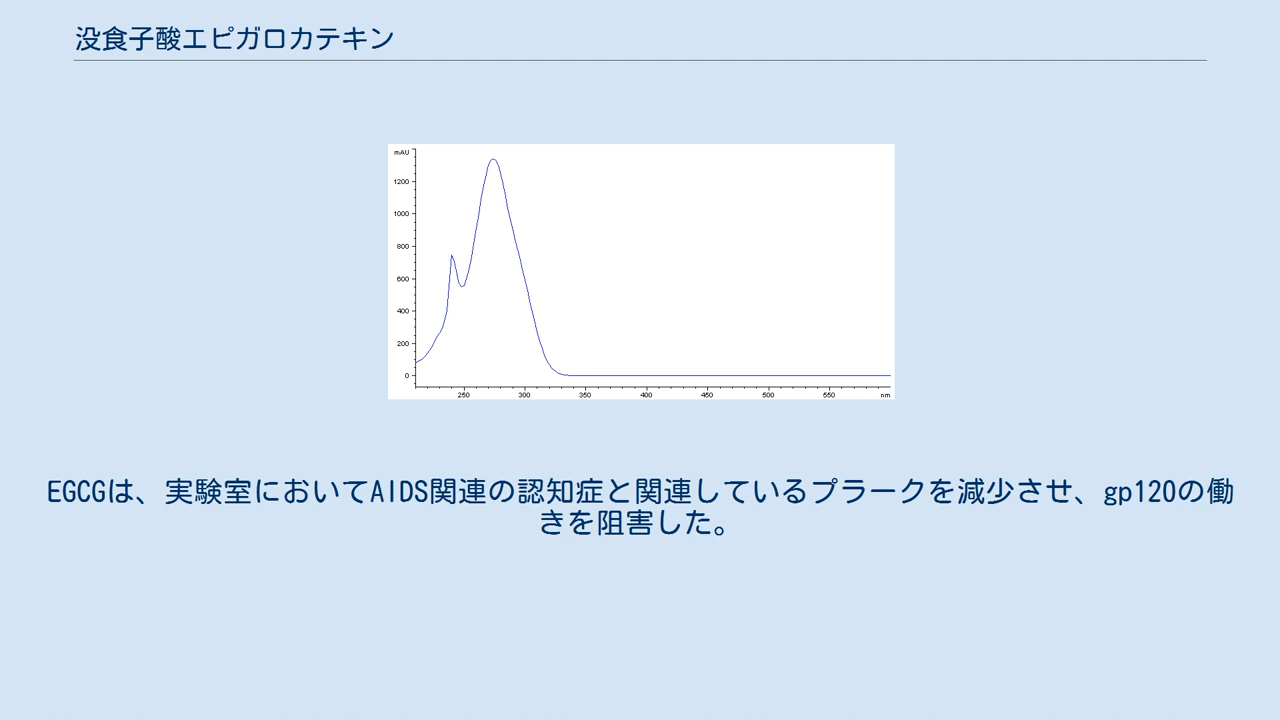 没食子酸エピガロカテキン
mAU
1200
1000
800
600
400
200
0
250 300 350 400 450 500 550 nm
EGCGは、実験室においてAIDS関連の認知症と関連しているプラークを減少させ、gp120の働
きを阻害した。